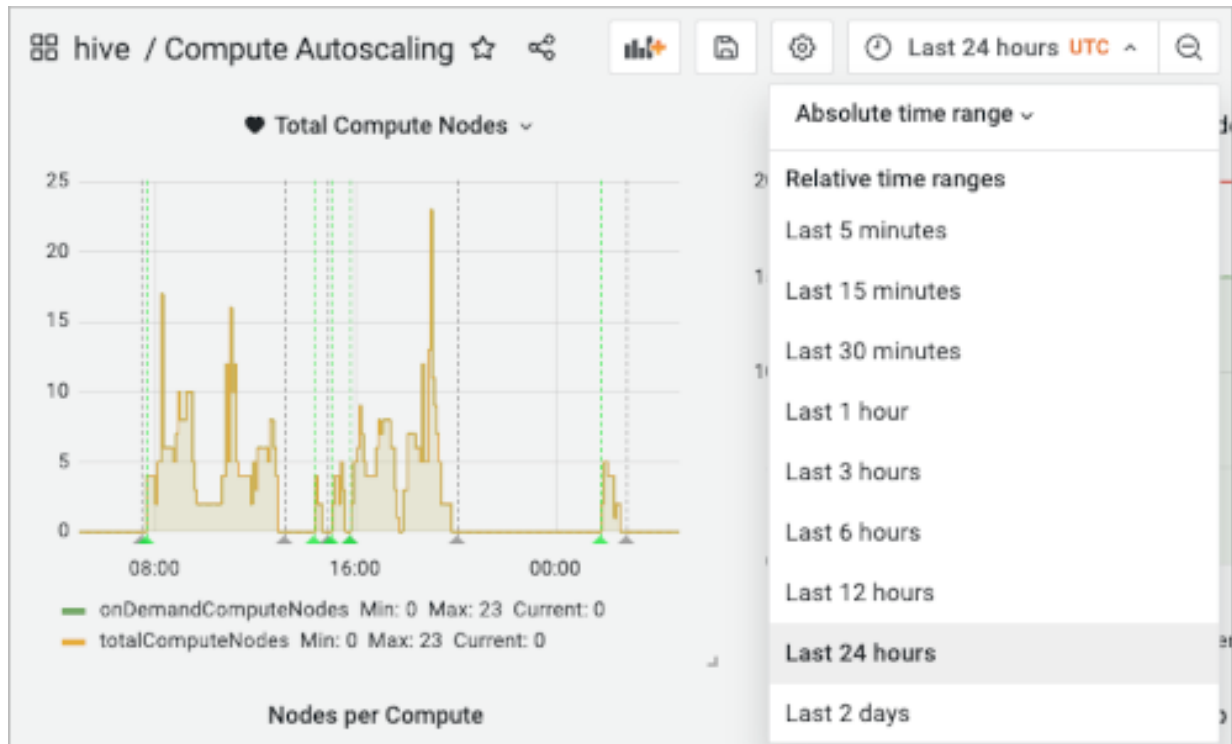 hive / Compute Autoscaling
Last 24 hours UTC
Total Compute Nodes
25
20
15
10
5
0
08:00
16:00
00:00
onDemandComputeNodes Min: 0 Max: 23 Current: 0
totalComputeNodes Min: 0 Max: 23 Current: 0
Nodes per Compute
Absolute time range
Relative time ranges
Last 5 minutes
Last 15 minutes
Last 30 minutes
Last 1 hour
Last 3 hours
Last 6 hours
Last 12 hours
Last 24 hours
Last 2 days